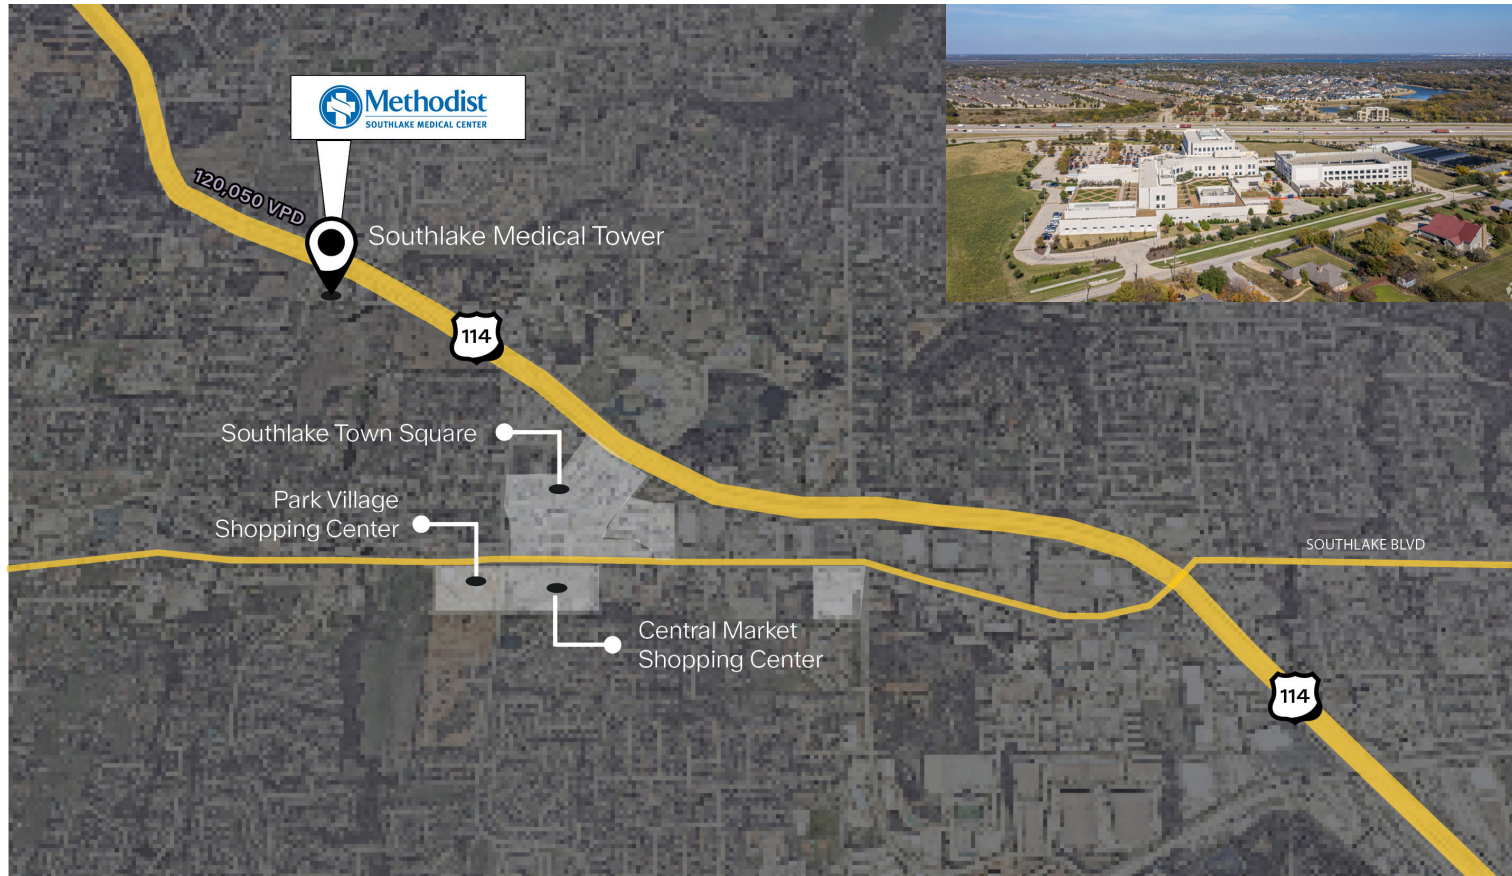 Methodist
SOUTHLAKE MEDICAL CENTER
120,050 VPD
Southlake Medical Tower
114
Southlake Town Square
Park Village
Shopping Center
SOUTHLAKE BLVD
Central Market
Shopping Center
114